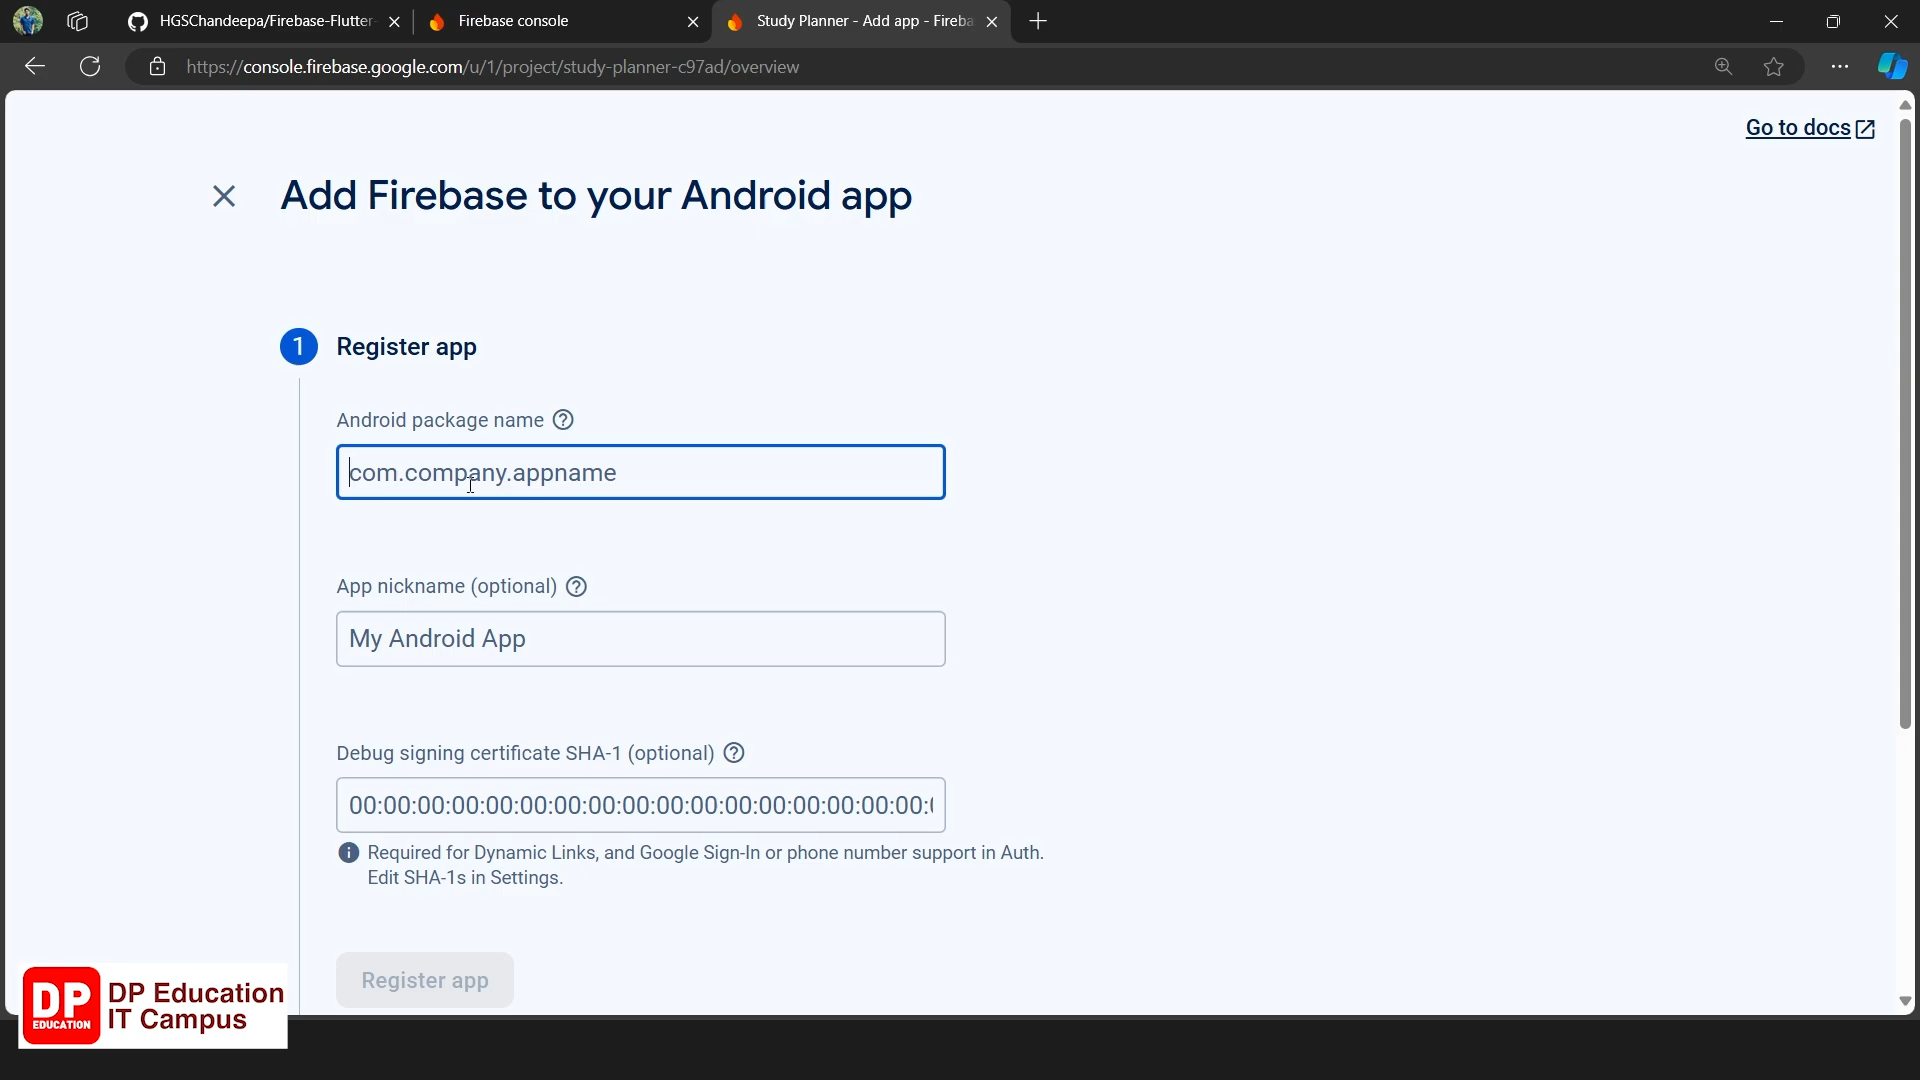 HGSChandeepa/Firebase-Flutter-
Firebase console
Study Planner - Add app - Fireba
https://console.firebase.google.com/u/1/project/study-planner-c97ad/overview
Go to docs
Add Firebase to your Android app
1 Register app
Android package name
com.company.appname
App nickname (optional)
My Android App
Debug signing certificate SHA-1 (optional)
00:00:00:00:00:00:00:00:00:00:00:00:00:00:00:00:00:0
Required for Dynamic Links, and Google Sign-In or phone number support in Auth.
Edit SHA-1s in Settings.
Register app
DP EDUCATION
DP Education
IT Campus